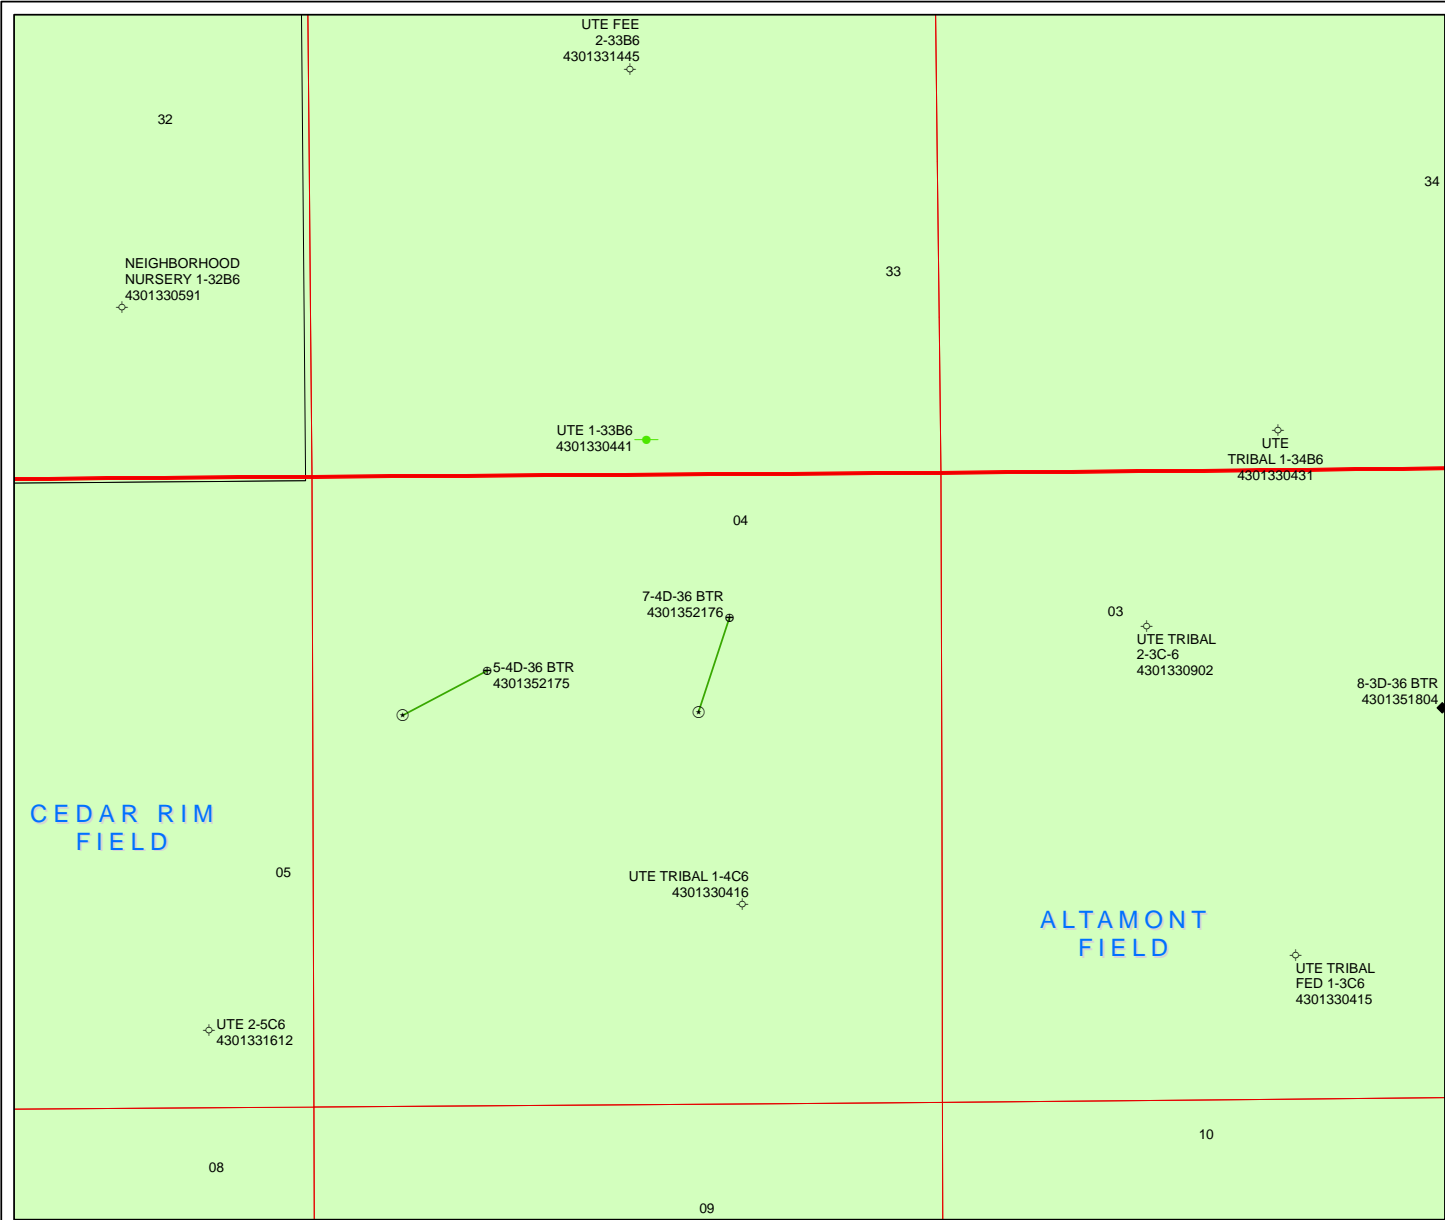 UTE FEE
2-33B6
4301331445
32
34
NEIGHBORHOOD
NURSERY 1-32B6
4301330591
33
UTE 1-33B6
4301330441
UTE
TRIBAL 1-34B6
4301330431
04
7-4D-36 BTR
4301352176
03
UTE TRIBAL
2-3C-6
4301330902
5-4D-36 BTR
4301352175
8-3D-36 BTR
4301351804
CEDAR RIM
FIELD
05
UTE TRIBAL 1-4C6
4301330416
ALTAMONT
FIELD
UTE TRIBAL
FED 1-3C6
4301330415
UTE 2-5C6
4301331612
10
08
09